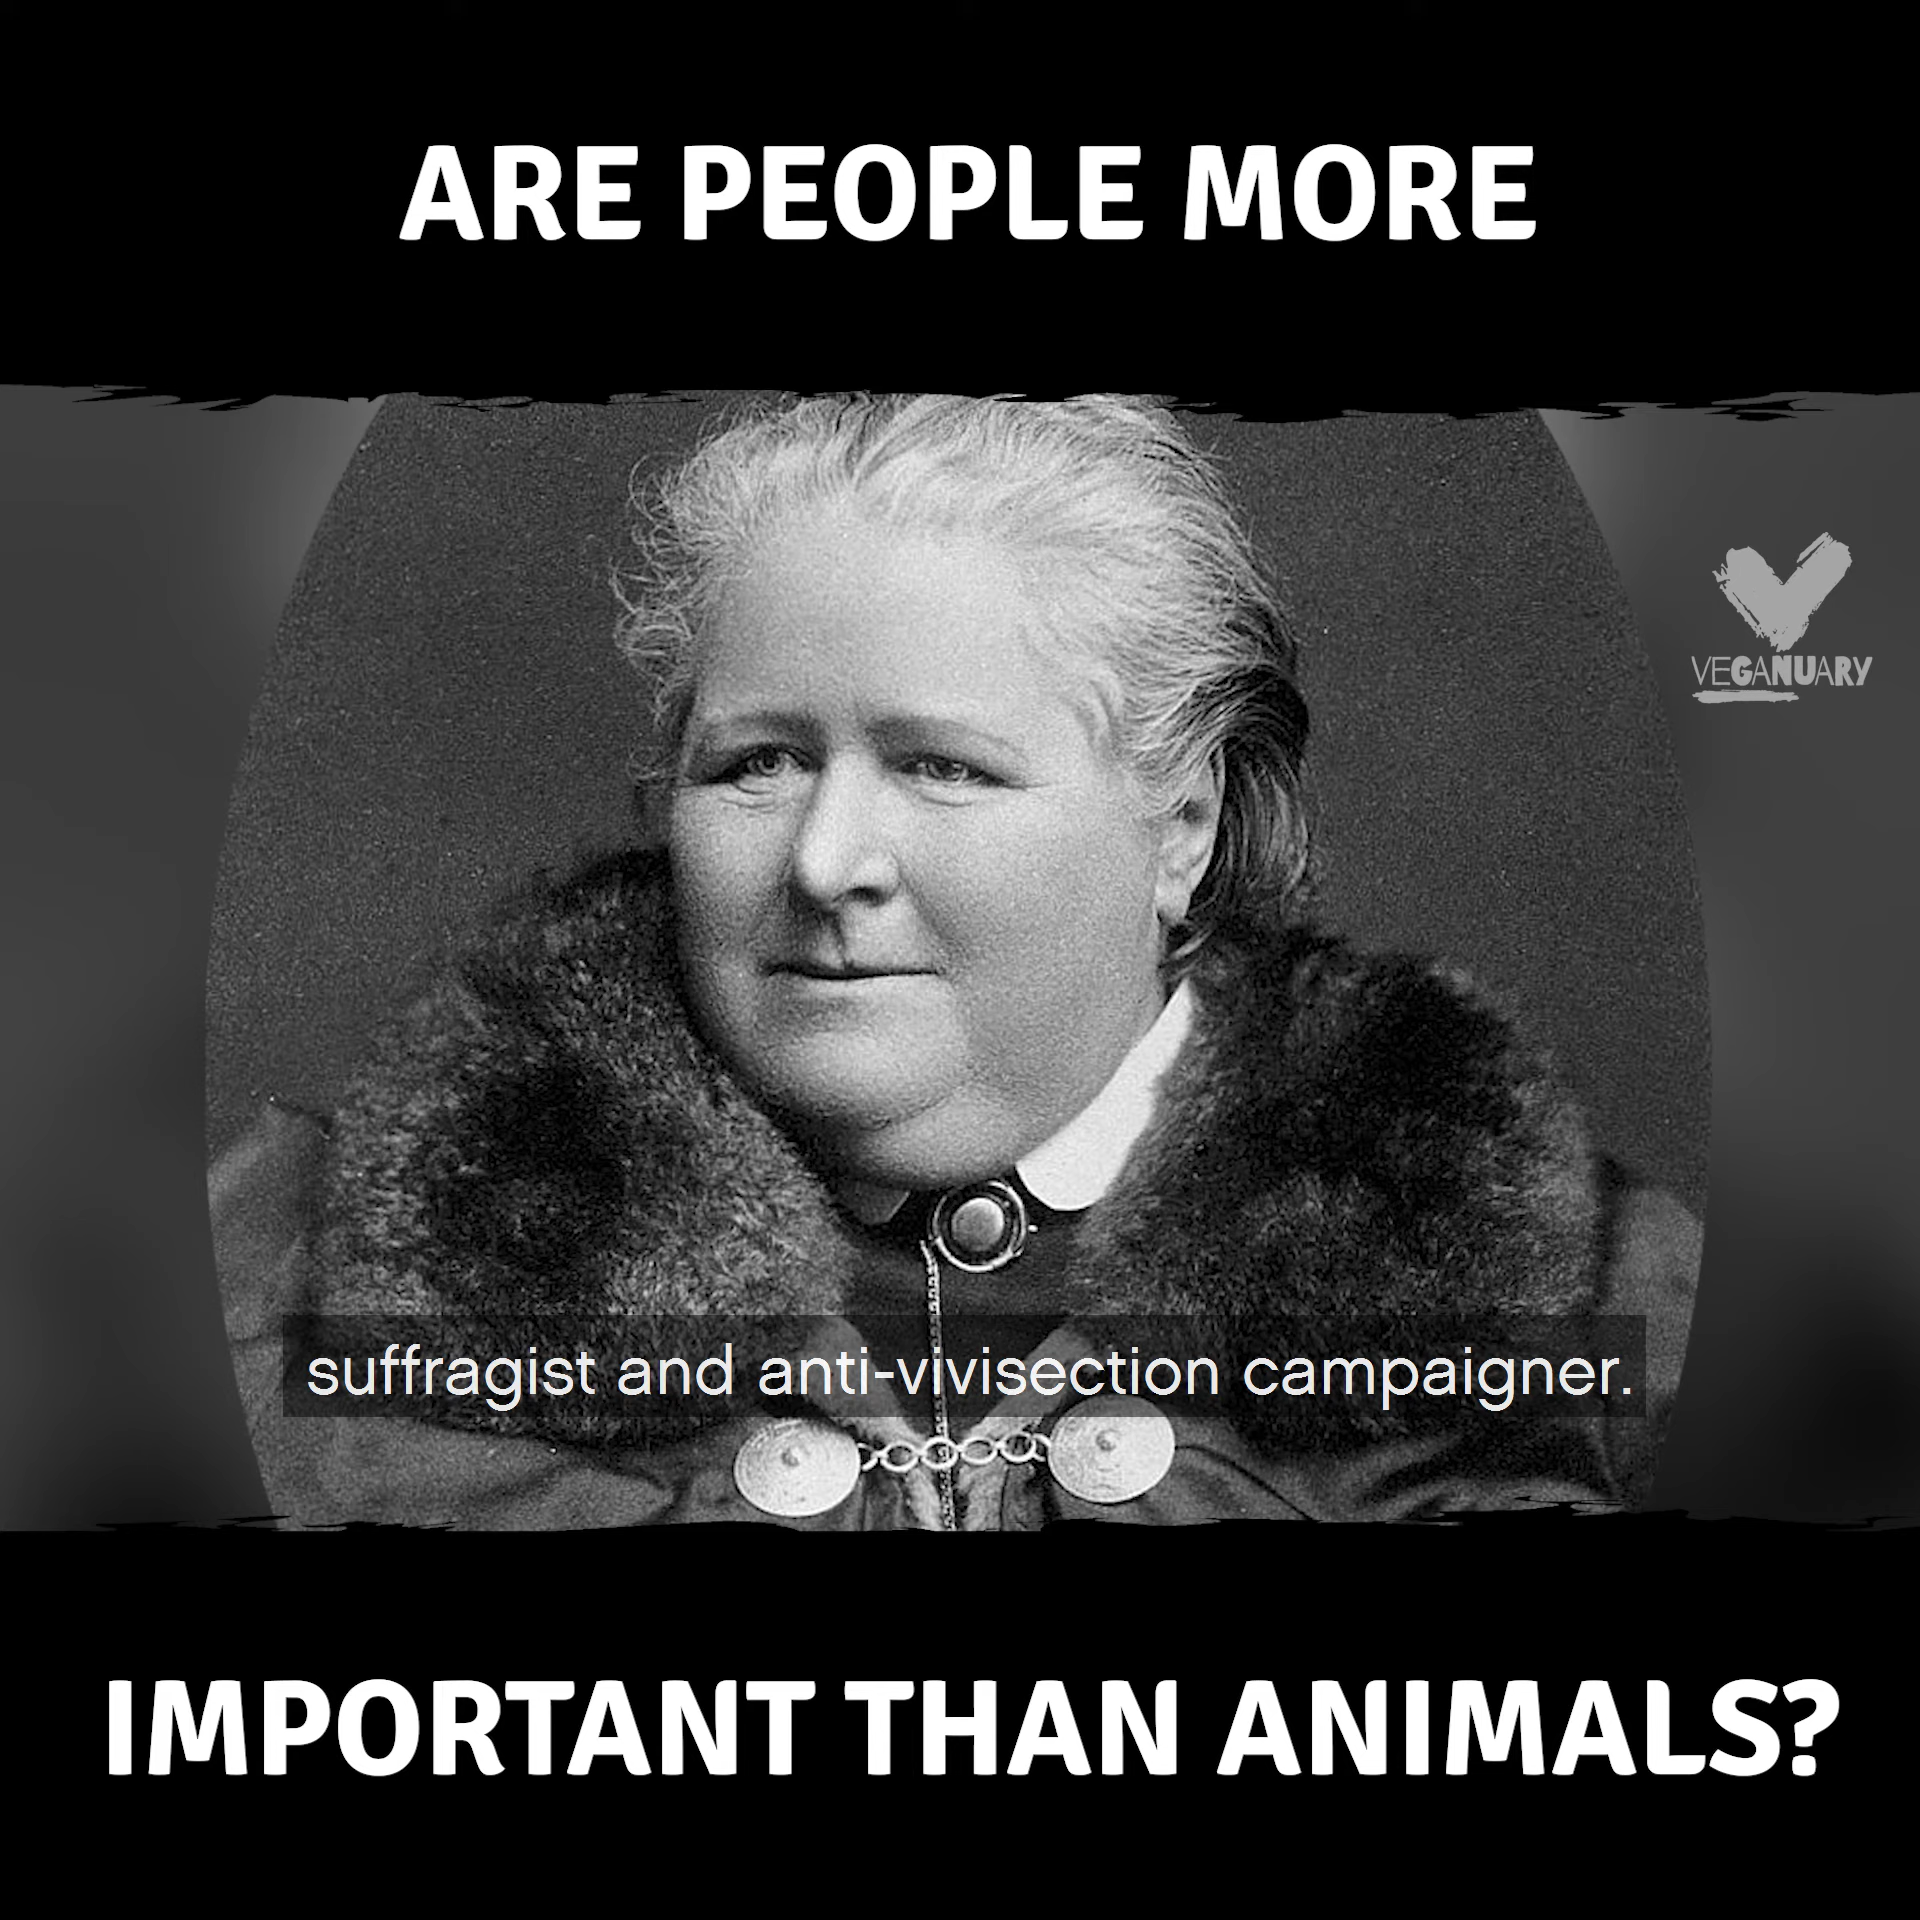 ARE PEOPLE MORE
VEGANUARY
suffragist and anti-vivisection campaigner.
IMPORTANT THAN ANIMALS?